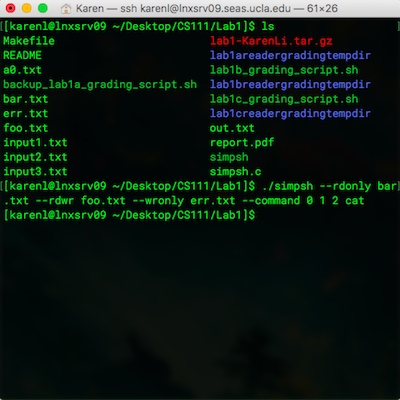 Karen — ssh karenl@lnxsrv09.seas.ucla.edu — 61×26
[[karenl@lnxsrv09 ~/Desktop/CS111/Lab1]$ ls ]
Makefile lab1-KarenLi.tar.gz
README lab1areadergradingtempdir
a0.txt lab1b_grading_script.sh
backup_lab1a_grading_script.sh lab1breadergradingtempdir
bar.txt lab1c_grading_script.sh
err.txt lab1creadergradingtempdir
foo.txt out.txt
input1.txt report.pdf
input2.txt simpsh
input3.txt simpsh.c
[[karenl@lnxsrv09 ~/Desktop/CS111/Lab1]$ ./simpsh --rdonly bar]
.txt --rdwr foo.txt --wronly err.txt --command 0 1 2 cat
[karenl@lnxsrv09 ~/Desktop/CS111/Lab1]$